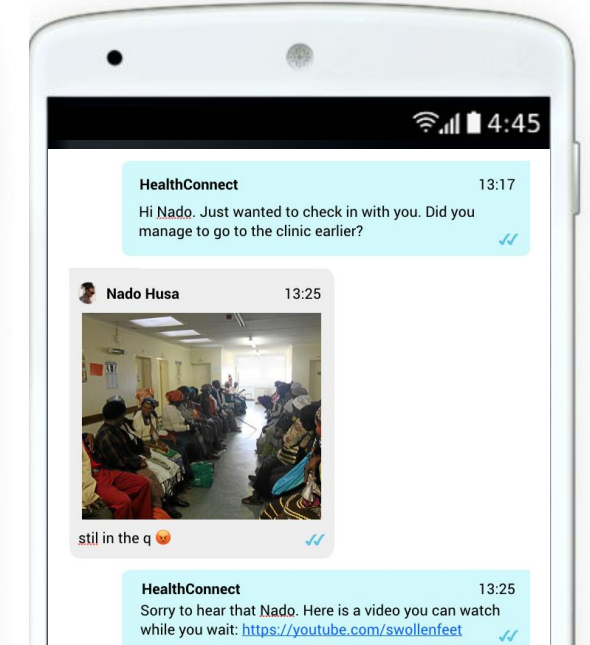 4:45
HealthConnect 13:17
Hi Nado. Just wanted to check in with you. Did you
manage to go to the clinic earlier?
Nado Husa 13:25
stil in the q 😡
HealthConnect 13:25
Sorry to hear that Nado. Here is a video you can watch
while you wait: https://youtube.com/swollenfeet